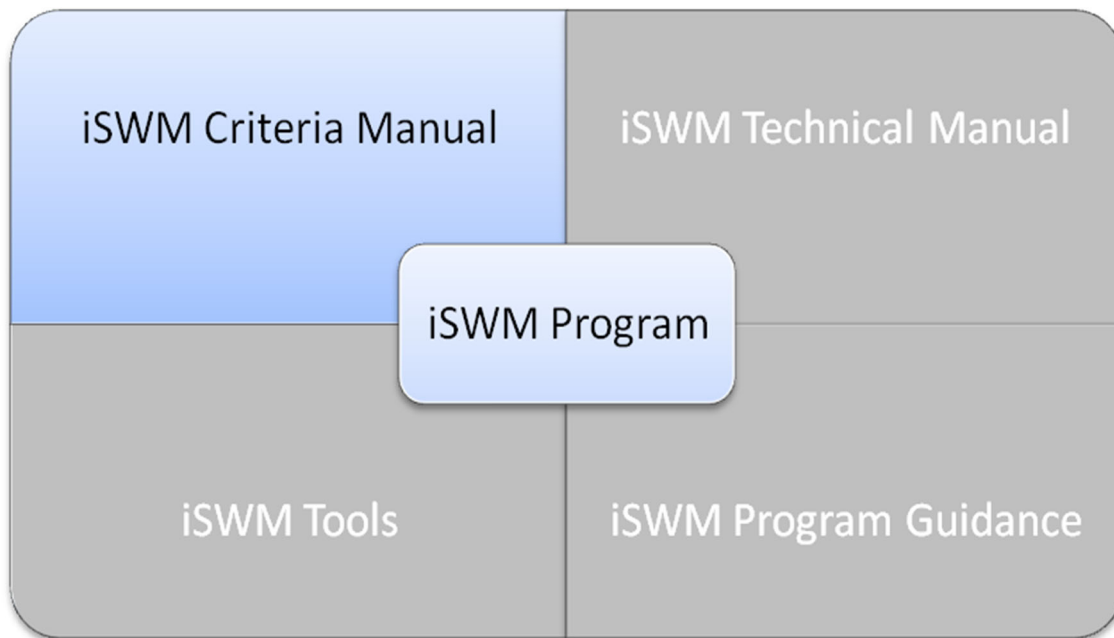 iSWM Criteria Manual
iSWM Technical Manual
iSWM Program
iSWM Tools
iSWM Program Guidance